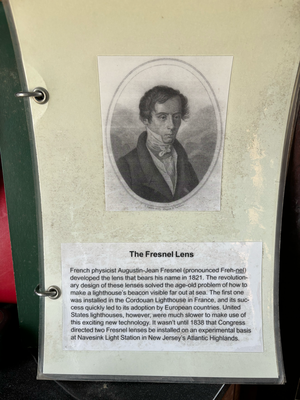 The Fresnel Lens
French physicist Augustin-Jean Fresnel (pronounced Freh-nel)
developed the lens that bears his name in 1821. The revolution-
ary design of these lenses solved the age-old problem of how to
make a lighthouse's beacon visible far out at sea. The first one
was installed in the Cordouan Lighthouse in France, and its suc-
cess quickly led to its adoption by European countries. United
States lighthouses, however, were much slower to make use of
this exciting new technology. It wasn't until 1838 that Congress
directed two Fresnel lenses be installed on an experimental basis
at Navesink Light Station in New Jersey's Atlantic Highlands.